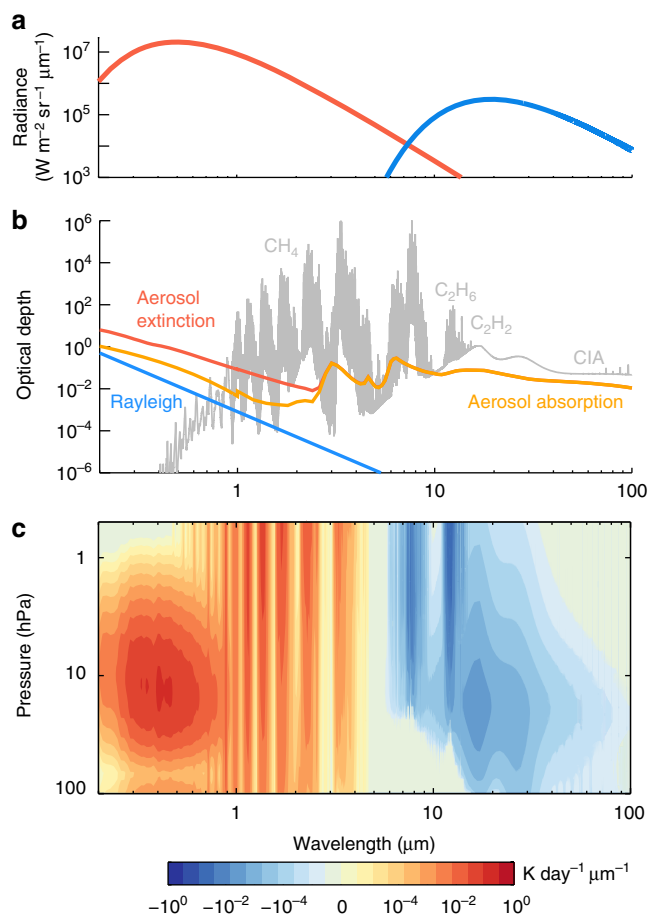 a
Radiance
(W m⁻² sr⁻¹ μm⁻¹)
10⁷
10⁵
10³
b
Optical depth
10⁶
10⁴
10²
10⁰
10⁻²
10⁻⁴
10⁻⁶
CH₄
C₂H₆
C₂H₂
CIA
Aerosol
extinction
Rayleigh
Aerosol absorption
1
10
100
c
Pressure (hPa)
1
10
100
1
10
100
Wavelength (μm)
K day⁻¹ μm⁻¹
−10⁰
−10⁻²
−10⁻⁴
0
10⁻⁴
10⁻²
10⁰